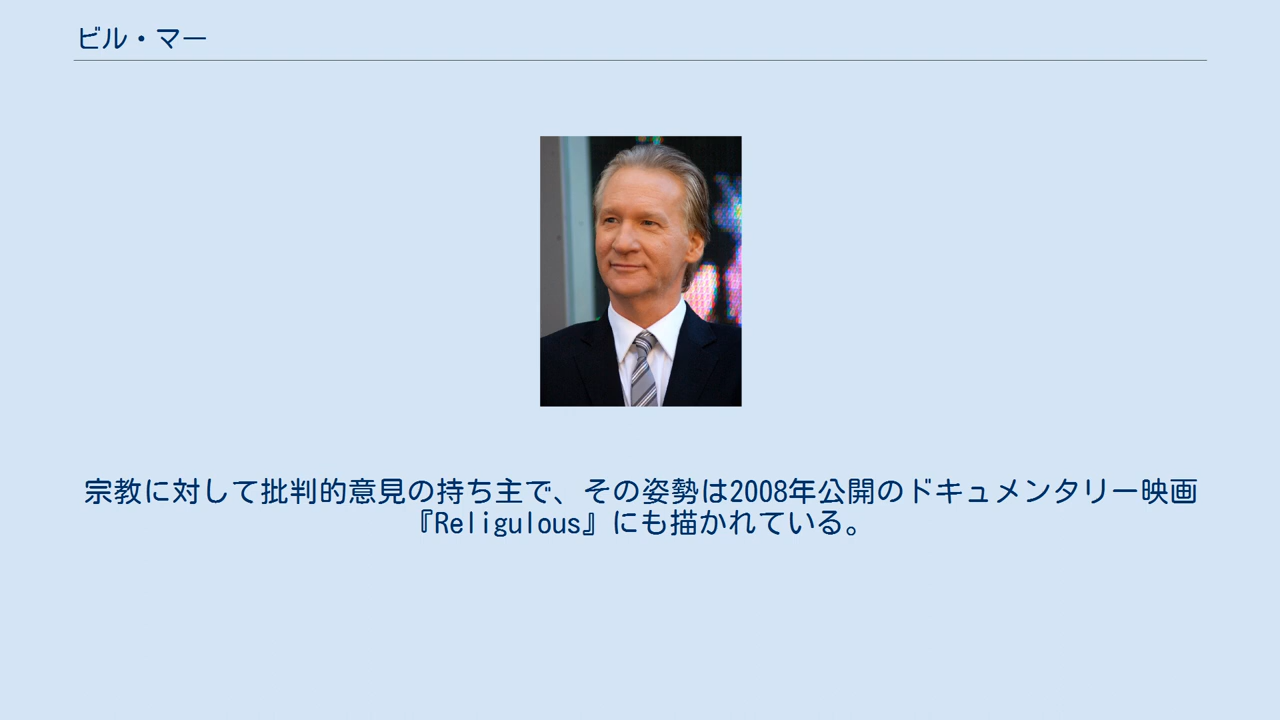 ビル・マー
宗教に対して批判的意見の持ち主で、その姿勢は2008年公開のドキュメンタリー映画
『Religulous』にも描かれている。